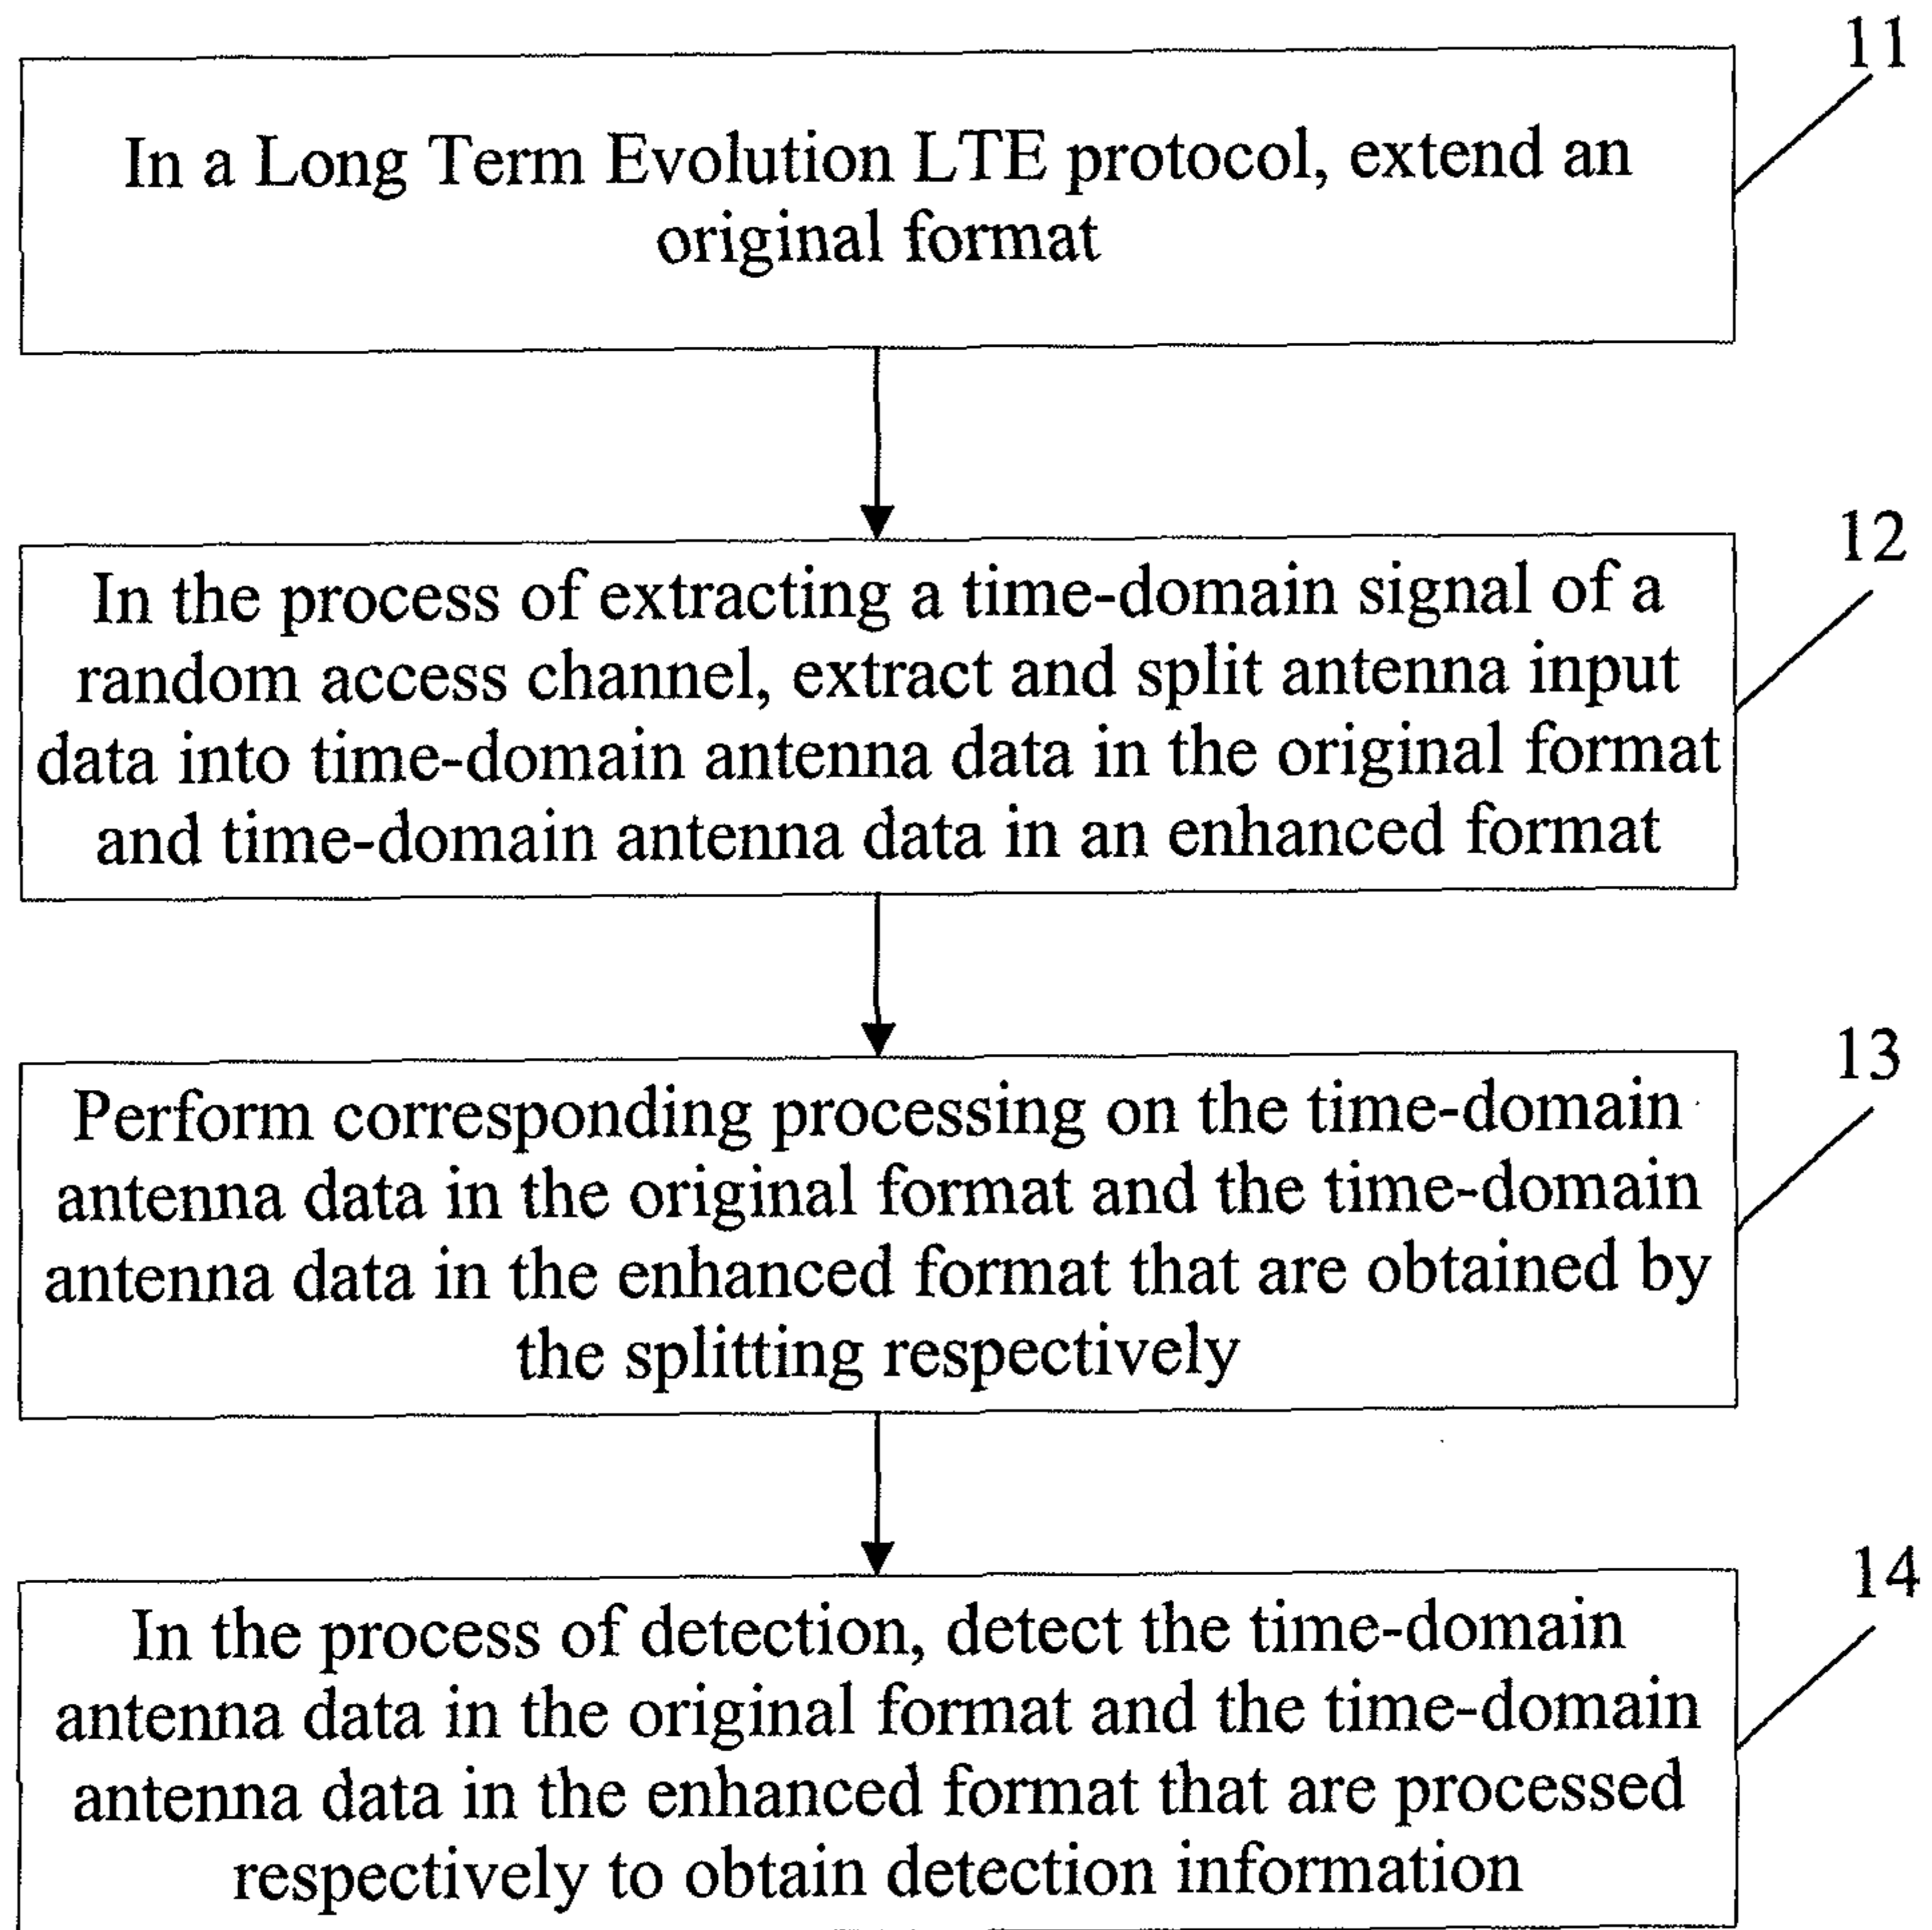 11
In a Long Term Evolution LTE protocol, extend an
original format
12
In the process of extracting a time-domain signal of a
random access channel, extract and split antenna input
data into time-domain antenna data in the original format
and time-domain antenna data in an enhanced format
13
Perform corresponding processing on the time-domain
antenna data in the original format and the time-domain
antenna data in the enhanced format that are obtained by
the splitting respectively
14
In the process of detection, detect the time-domain
antenna data in the original format and the time-domain
antenna data in the enhanced format that are processed
respectively to obtain detection information